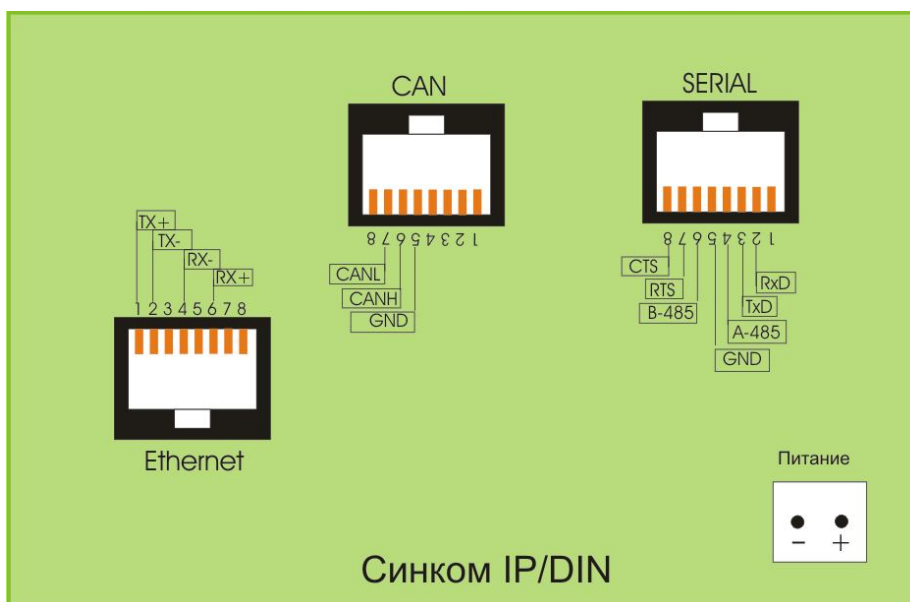 CAN
SERIAL
8 7 6 5 4 3 2 1
CANL
CANH
GND
8 7 6 5 4 3 2 1
CTS
RTS
B-485
RxD
TxD
A-485
GND
TX+
TX-
RX-
RX+
1 2 3 4 5 6 7 8
Ethernet
Питание
- +
Синком IP/DIN